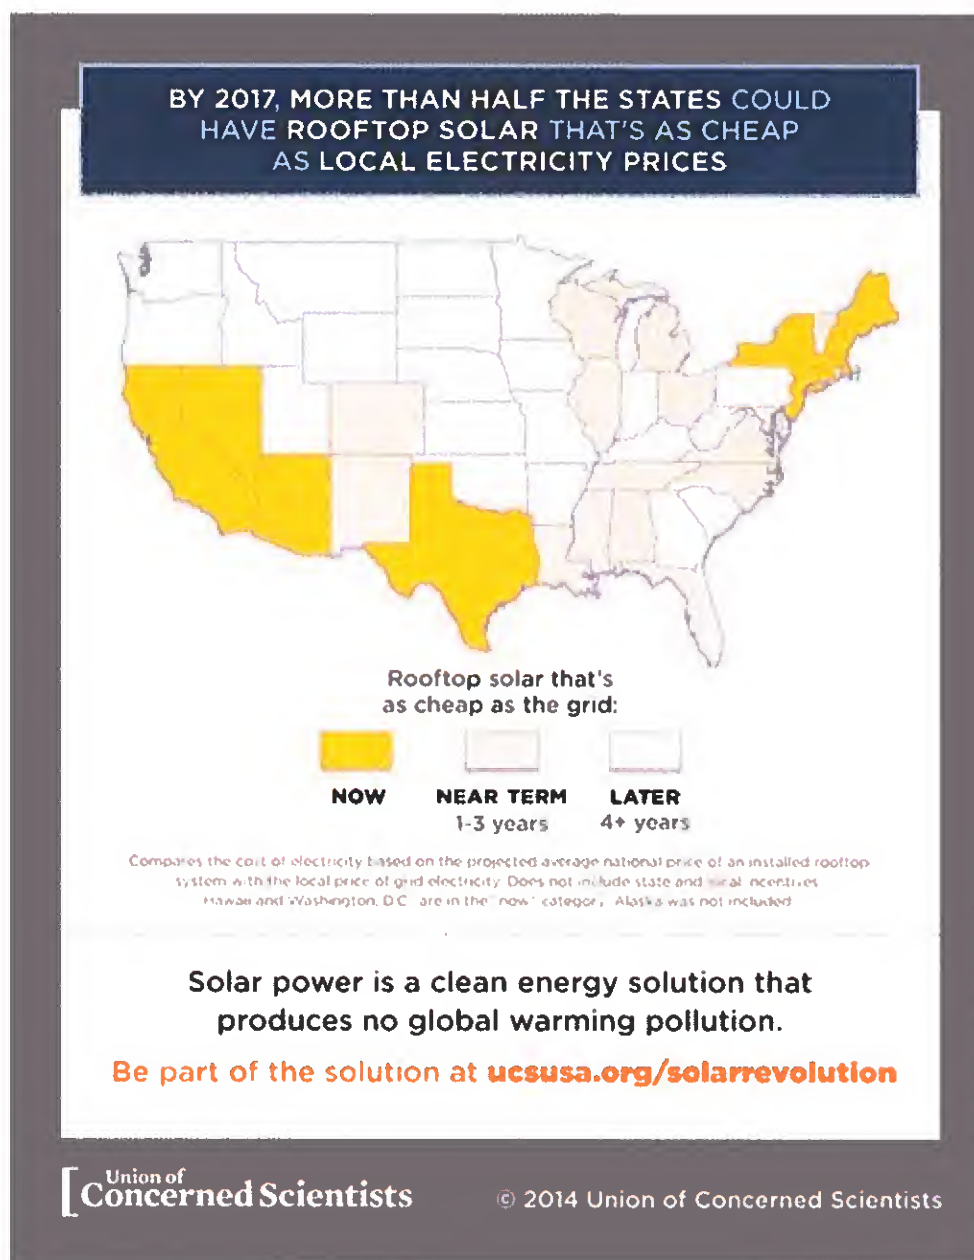 BY 2017, MORE THAN HALF THE STATES COULD
HAVE ROOFTOP SOLAR THAT'S AS CHEAP
AS LOCAL ELECTRICITY PRICES
Rooftop solar that's
as cheap as the grid:
NOW
NEAR TERM
LATER
1-3 years
4+ years
Compares the cost of electricity based on the projected average national price of an installed rooftop
system with the local price of grid electricity. Does not include state and local incentives.
Hawaii and Washington, D.C. are in the "now" category. Alaska was not included.
Solar power is a clean energy solution that
produces no global warming pollution.
Be part of the solution at ucsusa.org/solarrevolution
[Union of
Concerned Scientists
© 2014 Union of Concerned Scientists